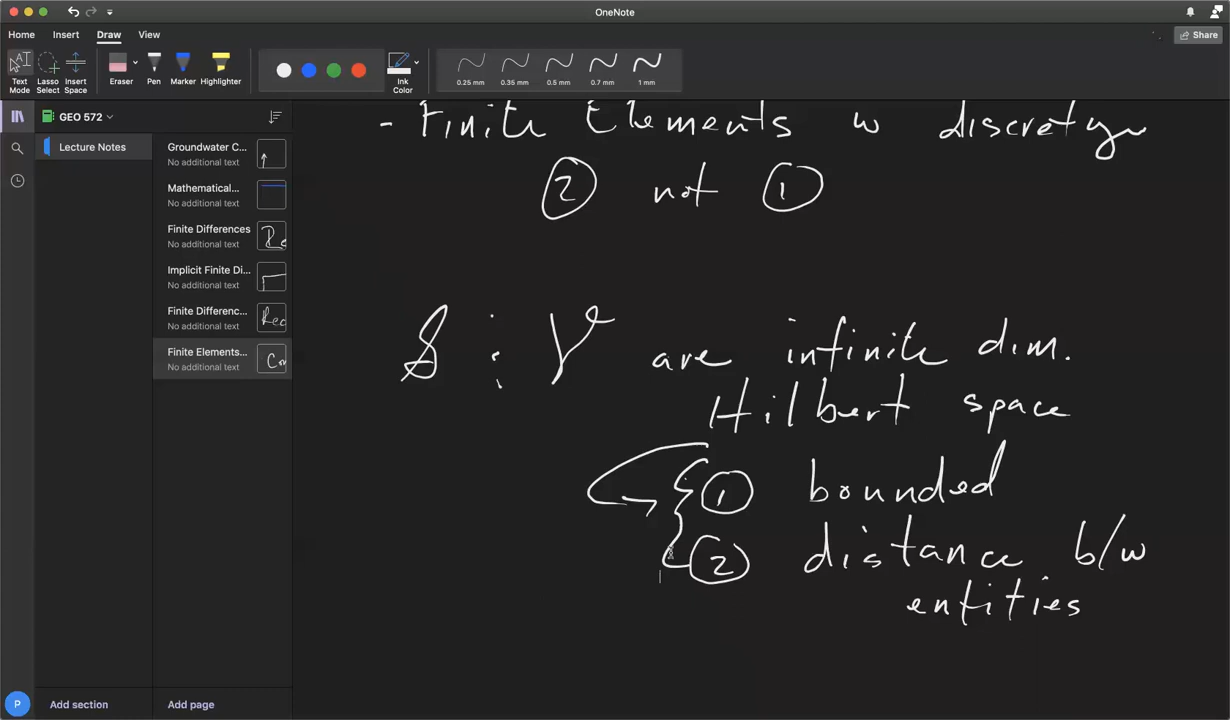 OneNote
Home Insert Draw View
Share
Text Mode
Lasso Select
Insert Space
Eraser
Pen
Marker
Highlighter
Ink Color
0.25 mm 0.35 mm 0.5 mm 0.7 mm 1 mm
GEO 572
Lecture Notes
Groundwater C...
No additional text
Mathematical...
No additional text
Finite Differences
No additional text
Implicit Finite Di...
No additional text
Finite Differenc...
No additional text
Finite Elements...
No additional text
P
Add section
Add page
- Finite Elements w
② not ①
are infinite dim.
Hilbert space
① bounded
② distance b/w
entities